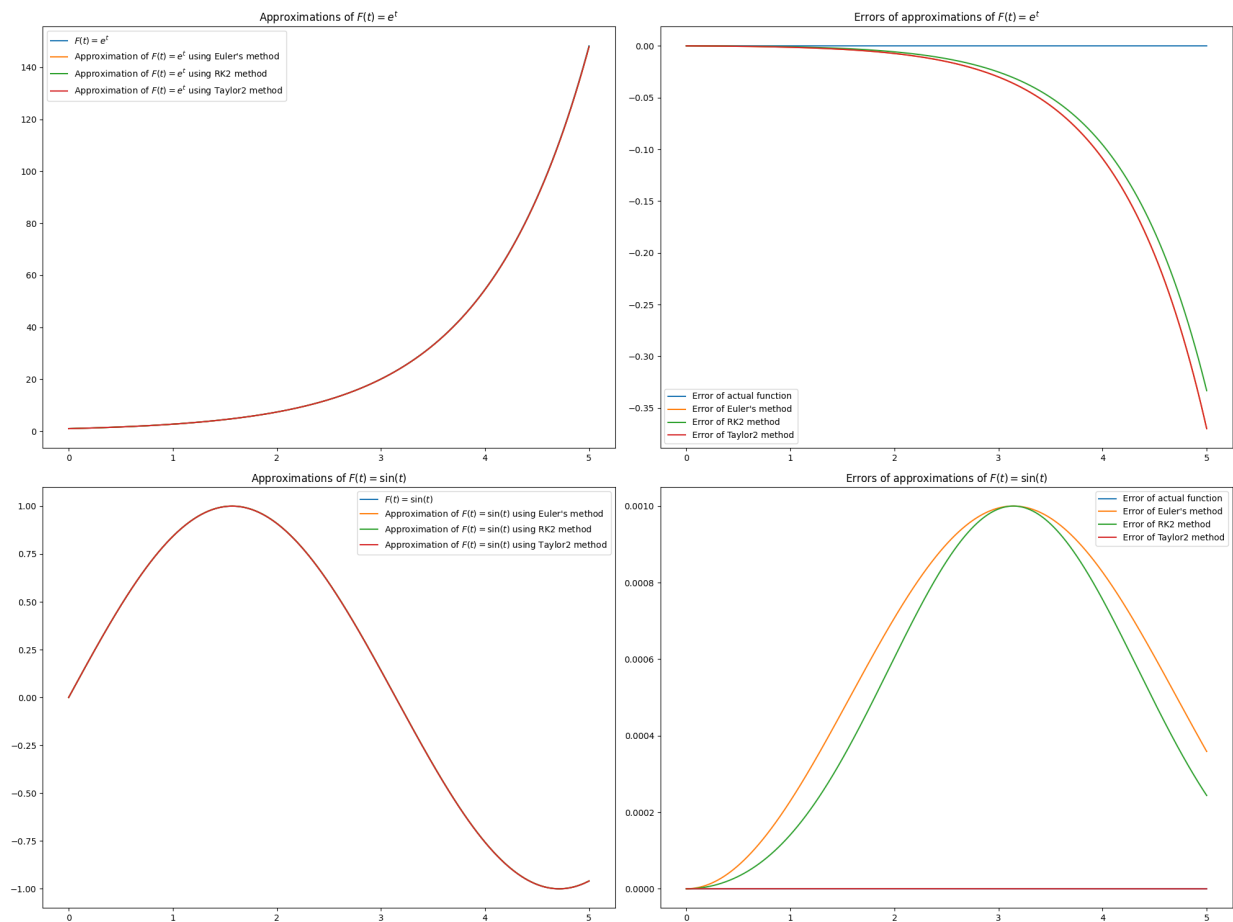 Approximations of F(t) = e^t
F(t) = e^t
Approximation of F(t) = e^t using Euler's method
Approximation of F(t) = e^t using RK2 method
Approximation of F(t) = e^t using Taylor2 method
140
120
100
80
60
40
20
0
0 1 2 3 4 5
Errors of approximations of F(t) = e^t
0.00
−0.05
−0.10
−0.15
−0.20
−0.25
−0.30
−0.35
Error of actual function
Error of Euler's method
Error of RK2 method
Error of Taylor2 method
0 1 2 3 4 5
Approximations of F(t) = sin(t)
F(t) = sin(t)
Approximation of F(t) = sin(t) using Euler's method
Approximation of F(t) = sin(t) using RK2 method
Approximation of F(t) = sin(t) using Taylor2 method
1.00
0.75
0.50
0.25
0.00
−0.25
−0.50
−0.75
−1.00
0 1 2 3 4 5
Errors of approximations of F(t) = sin(t)
Error of actual function
Error of Euler's method
Error of RK2 method
Error of Taylor2 method
0.0010
0.0008
0.0006
0.0004
0.0002
0.0000
0 1 2 3 4 5